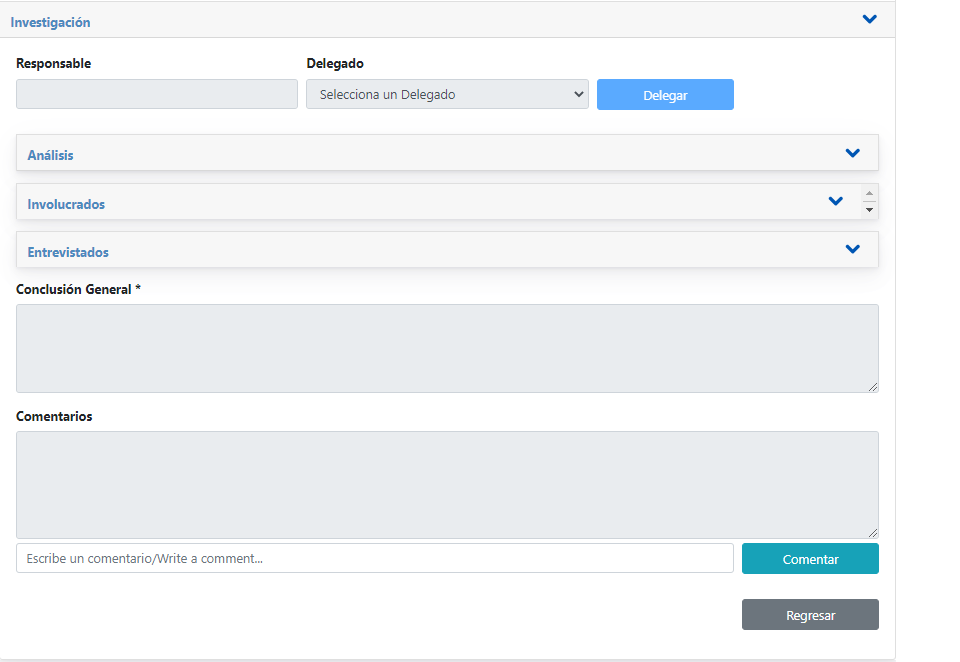 Investigación
Responsable
Delegado
Selecciona un Delegado
Delegar
Análisis
Involucrados
Entrevistados
Conclusión General *
Comentarios
Escribe un comentario/Write a comment...
Comentar
Regresar